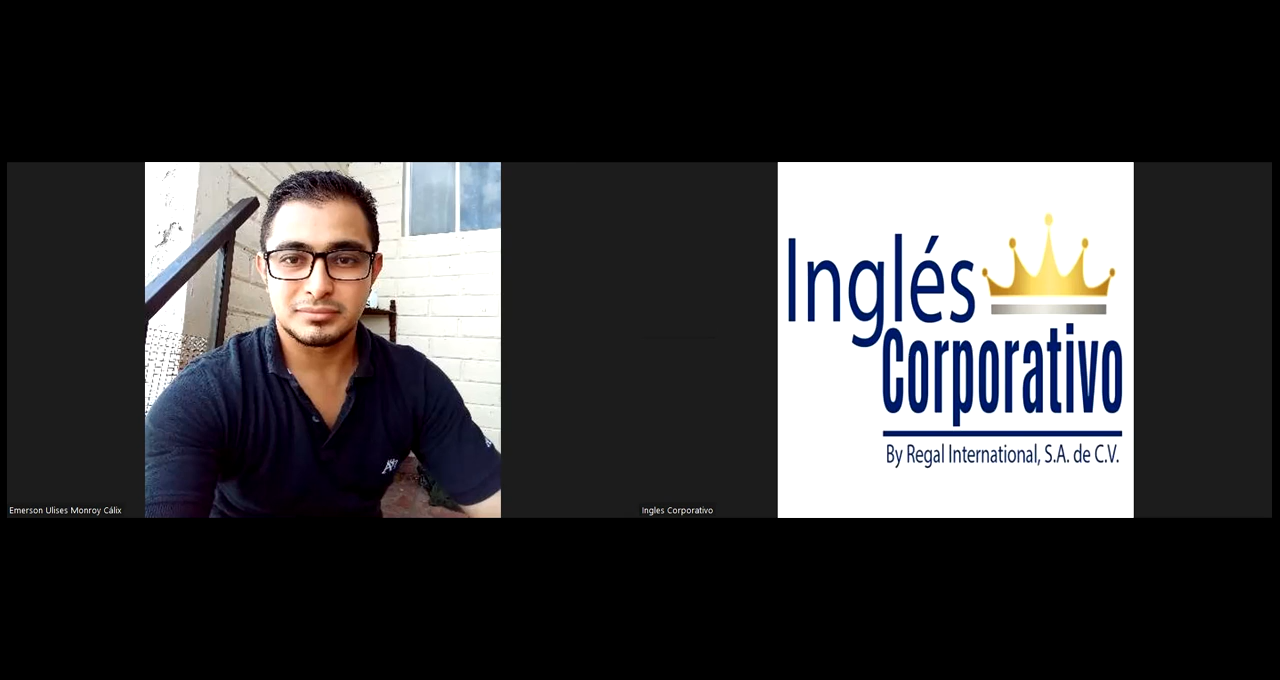 Inglés
Corporativo
By Regal International, S.A. de C.V.
Emerson Ulises Monroy Cálix
Ingles Corporativo